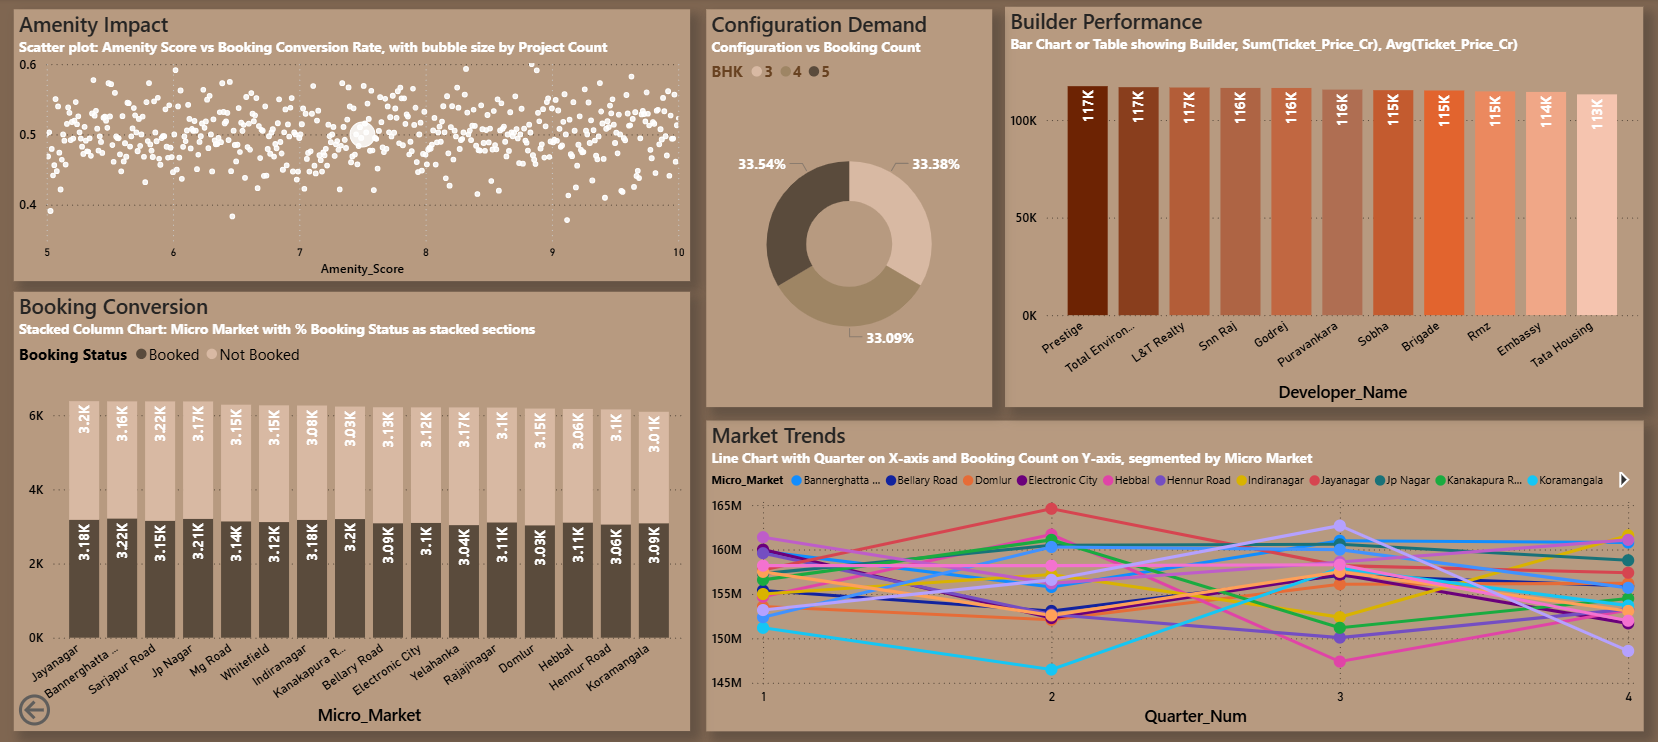 Amenity Impact
Scatter plot: Amenity Score vs Booking Conversion Rate, with bubble size by Project Count
0.6
0.5
0.4
5 6 7 8 9 10
Amenity_Score
Configuration Demand
Configuration vs Booking Count
BHK 3 4 5
33.54% 33.38%
33.09%
Builder Performance
Bar Chart or Table showing Builder, Sum(Ticket_Price_Cr), Avg(Ticket_Price_Cr)
117K 117K 117K 116K 116K 116K 115K 115K 115K 114K 113K
100K
50K
0K
Prestige Total Environ... L&T Realty Snn Raj Godrej Puravankara Sobha Brigade Rmz Embassy Tata Housing
Developer_Name
Booking Conversion
Stacked Column Chart: Micro Market with % Booking Status as stacked sections
Booking Status Booked Not Booked
6K
4K
2K
0K
3.2K 3.16K 3.22K 3.17K 3.15K 3.15K 3.08K 3.03K 3.13K 3.12K 3.17K 3.1K 3.15K 3.06K 3.1K 3.01K
3.18K 3.22K 3.15K 3.21K 3.14K 3.12K 3.18K 3.2K 3.09K 3.1K 3.04K 3.11K 3.03K 3.11K 3.06K 3.09K
Jayanagar Bannerghatta ... Sarjapur Road Jp Nagar Mg Road Whitefield Indiranagar Kanakapura R... Bellary Road Electronic City Yelahanka Rajajinagar Domlur Hebbal Hennur Road Koramangala
Micro_Market
Market Trends
Line Chart with Quarter on X-axis and Booking Count on Y-axis, segmented by Micro Market
Micro_Market Bannerghatta ... Bellary Road Domlur Electronic City Hebbal Hennur Road Indiranagar Jayanagar Jp Nagar Kanakapura R... Koramangala
165M
160M
155M
150M
145M
1 2 3 4
Quarter_Num